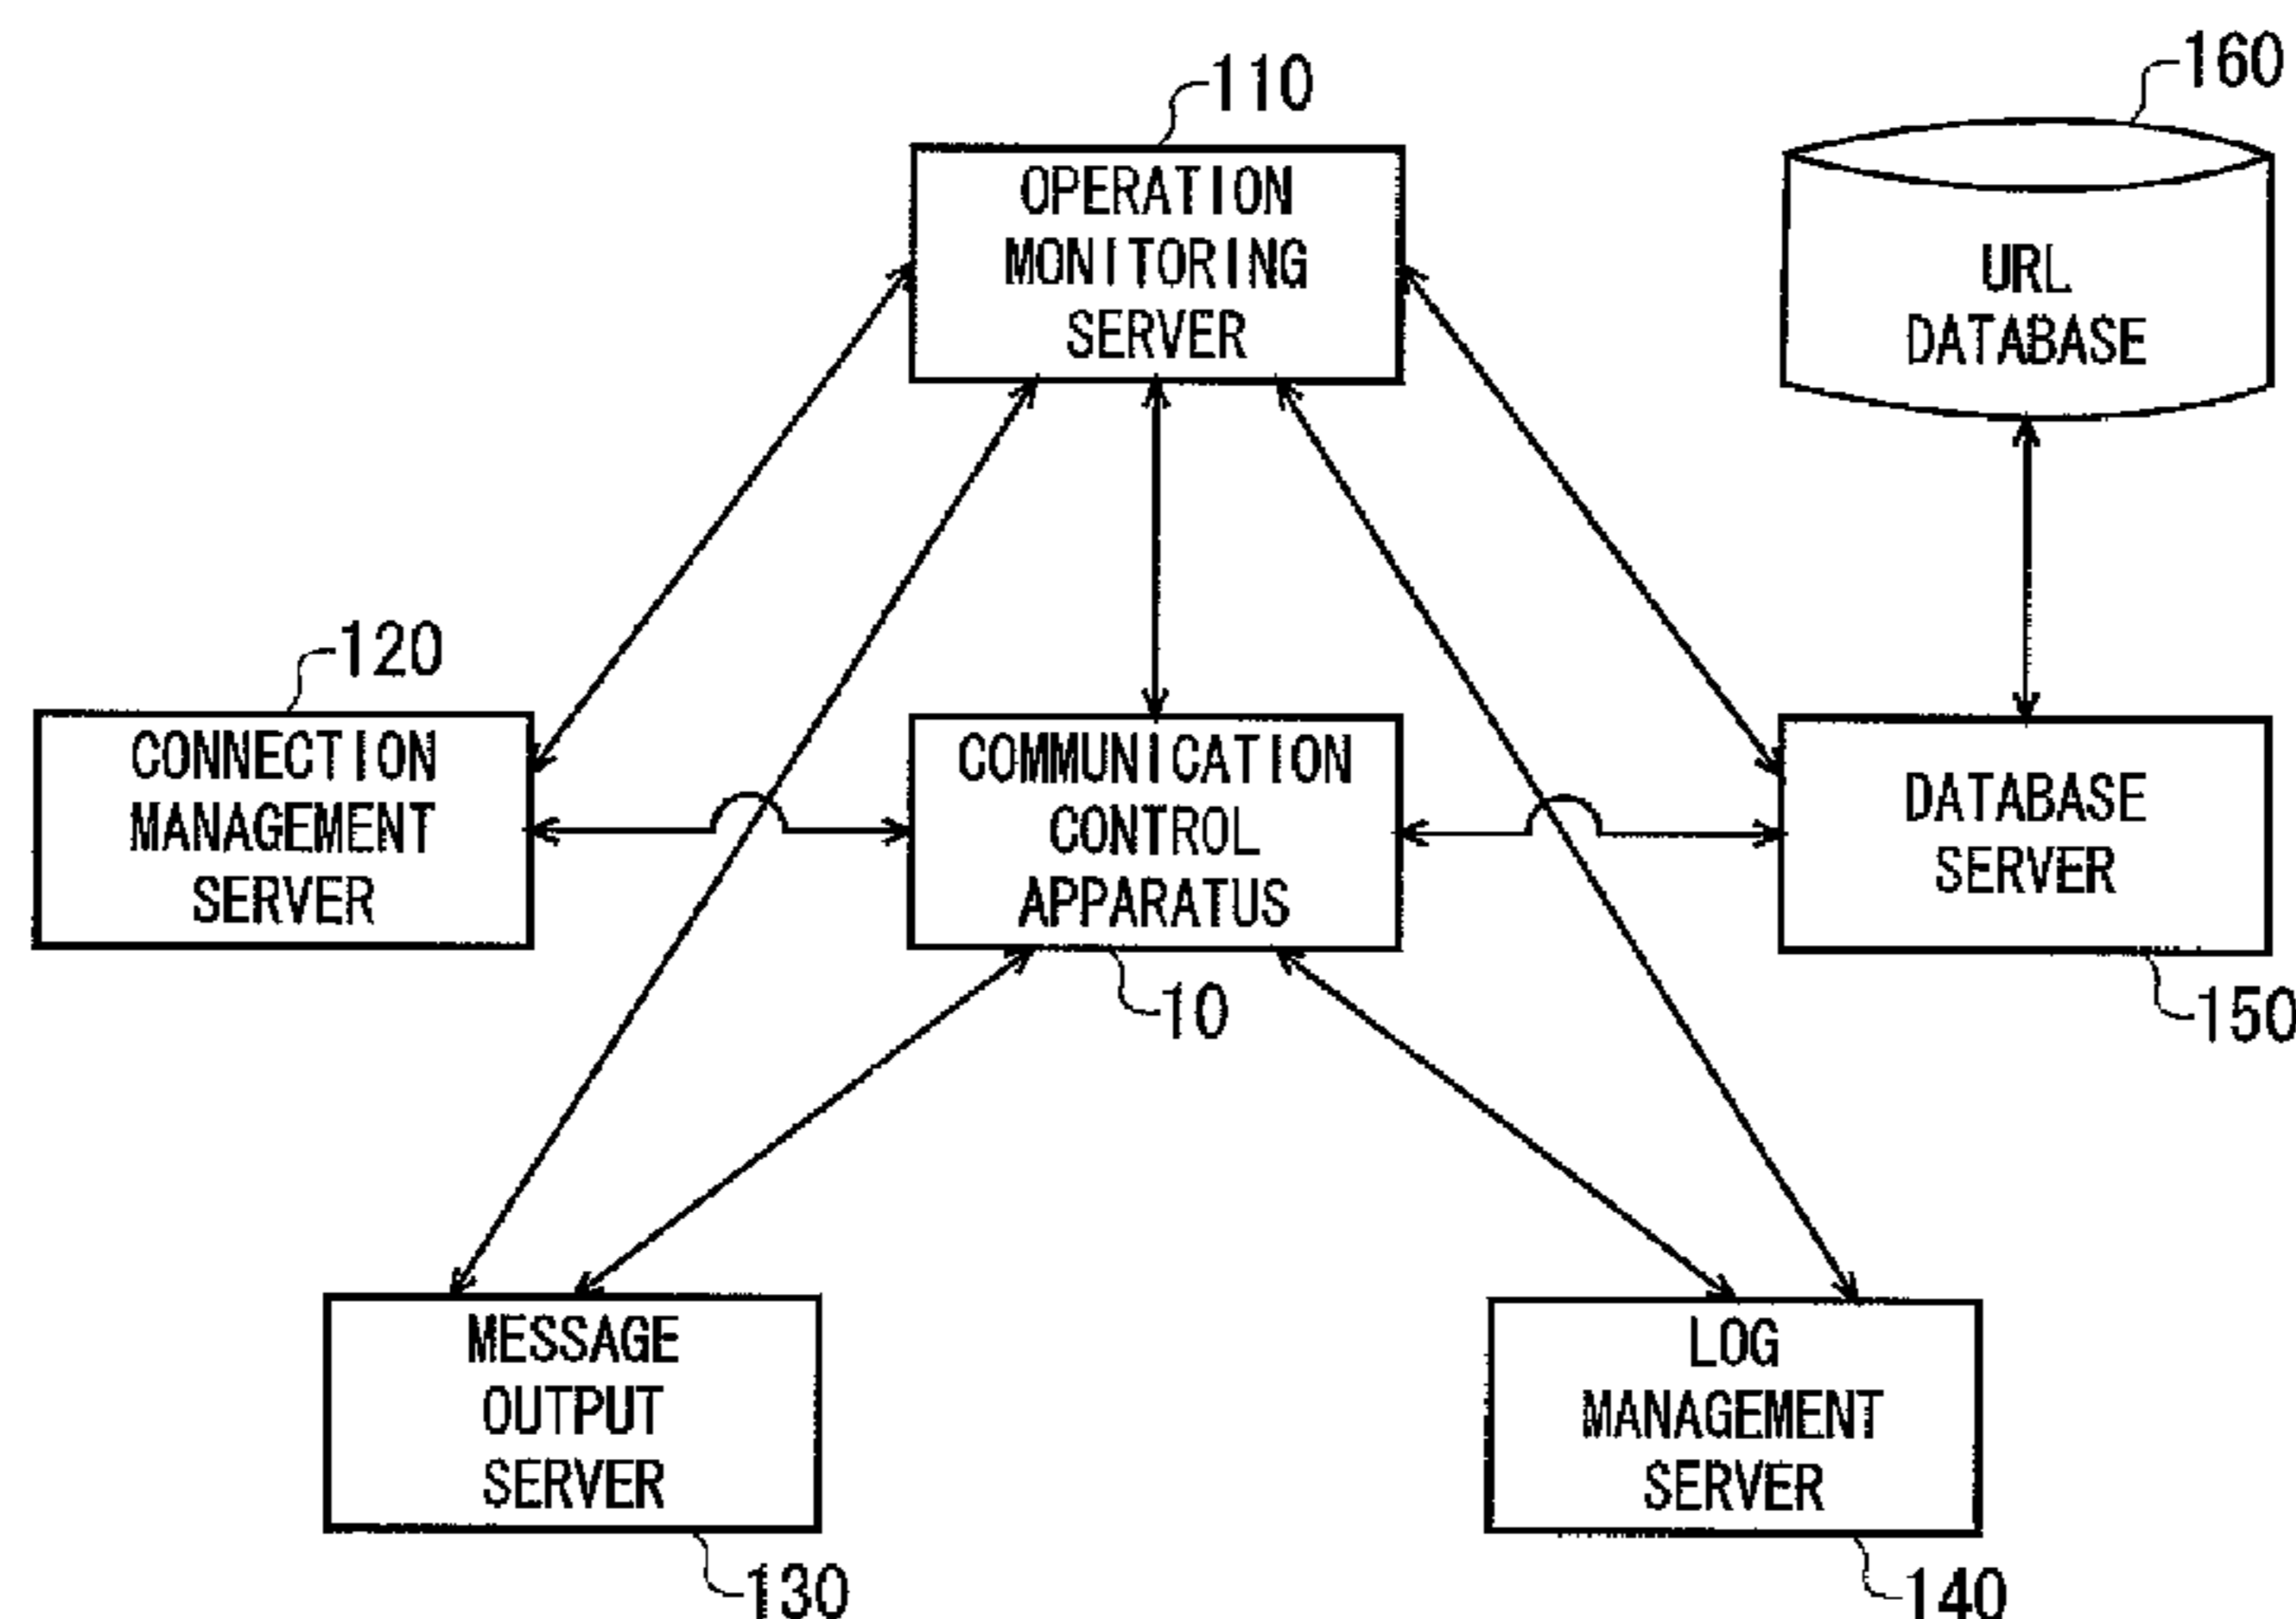 110
OPERATION
MONITORING
SERVER
160
URL
DATABASE
120
CONNECTION
MANAGEMENT
SERVER
COMMUNICATION
CONTROL
APPARATUS
10
DATABASE
SERVER
150
MESSAGE
OUTPUT
SERVER
130
LOG
MANAGEMENT
SERVER
140